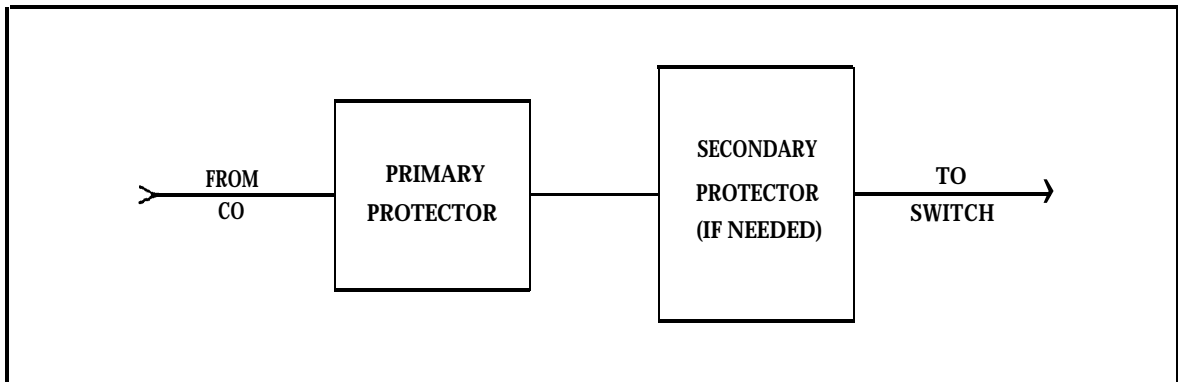 FROM
CO
PRIMARY
PROTECTOR
SECONDARY
PROTECTOR
(IF NEEDED)
TO
SWITCH